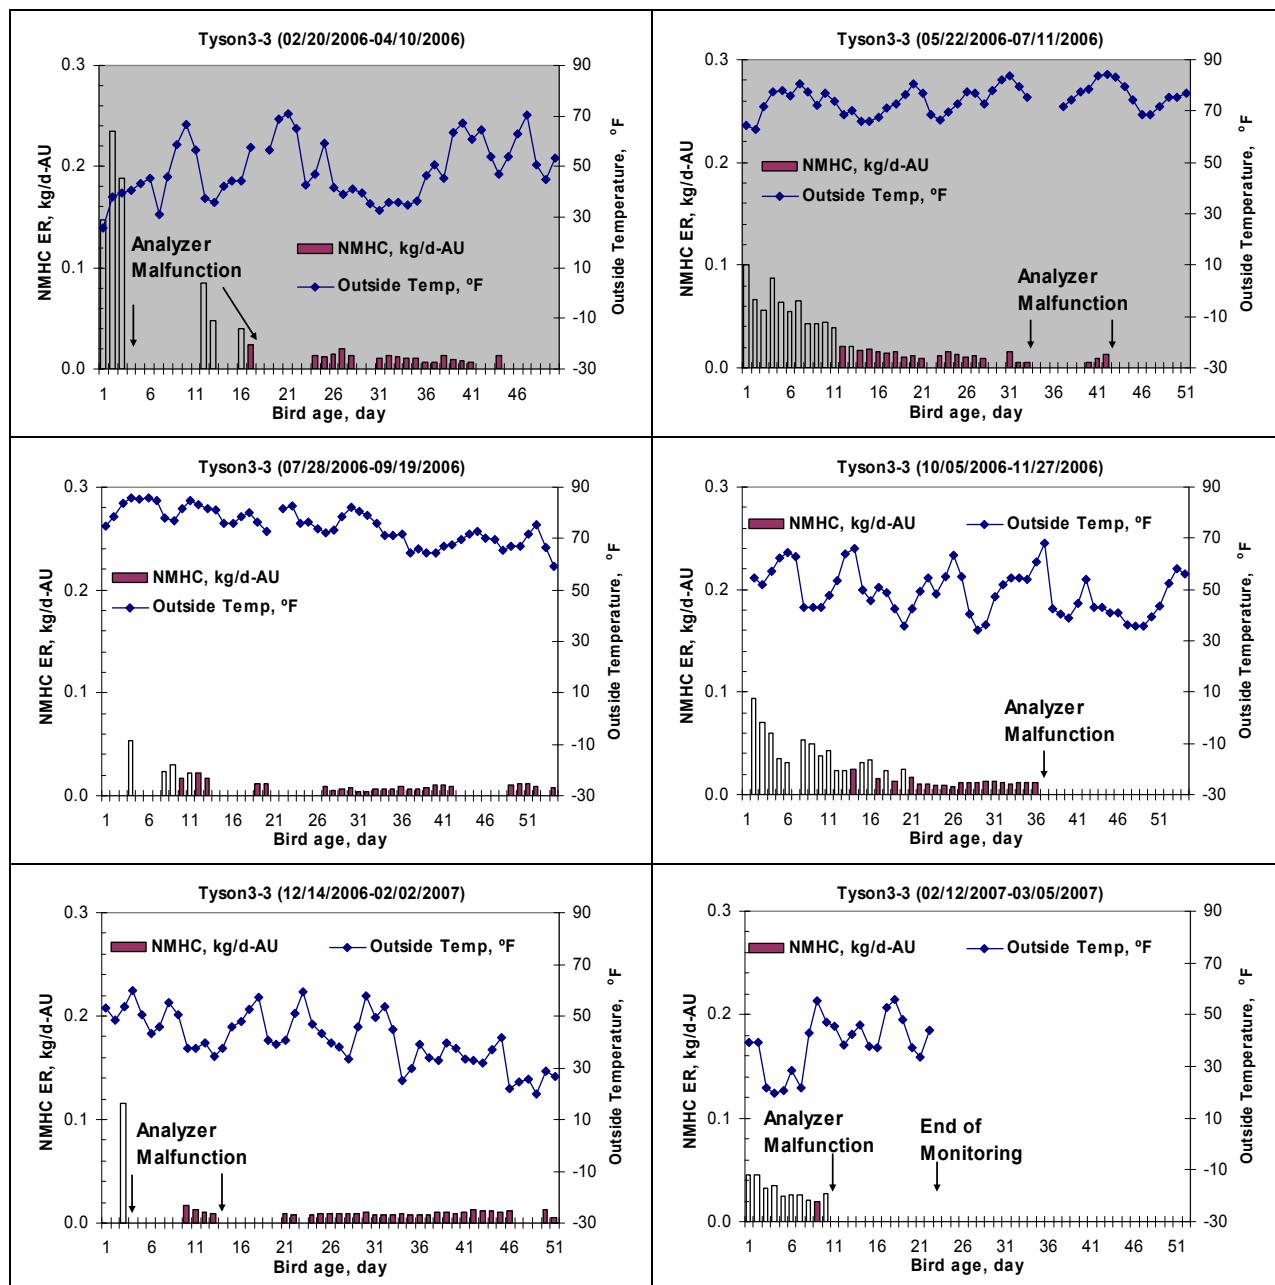 Tyson3-3 (02/20/2006-04/10/2006)
0.3
0.2
0.1
0.0
NMHC ER, kg/d-AU
90
70
50
30
10
-10
-30
Outside Temperature, °F
Analyzer
Malfunction
NMHC, kg/d-AU
Outside Temp, ºF
1 6 11 16 21 26 31 36 41 46
Bird age, day
Tyson3-3 (05/22/2006-07/11/2006)
0.3
0.2
0.1
0.0
NMHC ER, kg/d-AU
90
70
50
30
10
-10
-30
Outside Temperature, °F
NMHC, kg/d-AU
Outside Temp, ºF
Analyzer
Malfunction
1 6 11 16 21 26 31 36 41 46 51
Bird age, day
Tyson3-3 (07/28/2006-09/19/2006)
0.3
0.2
0.1
0.0
NMHC ER, kg/d-AU
90
70
50
30
10
-10
-30
Outside Temperature, °F
NMHC, kg/d-AU
Outside Temp, ºF
1 6 11 16 21 26 31 36 41 46 51
Bird age, day
Tyson3-3 (10/05/2006-11/27/2006)
0.3
0.2
0.1
0.0
NMHC ER, kg/d-AU
90
70
50
30
10
-10
-30
Outside Temperature, °F
NMHC, kg/d-AU Outside Temp, ºF
Analyzer
Malfunction
1 6 11 16 21 26 31 36 41 46 51
Bird age, day
Tyson3-3 (12/14/2006-02/02/2007)
0.3
0.2
0.1
0.0
NMHC ER, kg/d-AU
90
70
50
30
10
-10
-30
Outside Temperature, °F
NMHC, kg/d-AU Outside Temp, ºF
Analyzer
Malfunction
1 6 11 16 21 26 31 36 41 46 51
Bird age, day
Tyson3-3 (02/12/2007-03/05/2007)
0.3
0.2
0.1
0.0
NMHC ER, kg/d-AU
90
70
50
30
10
-10
-30
Outside Temperature, °F
NMHC, kg/d-AU Outside Temp, ºF
Analyzer
Malfunction
End of
Monitoring
1 6 11 16 21 26 31 36 41 46 51
Bird age, day